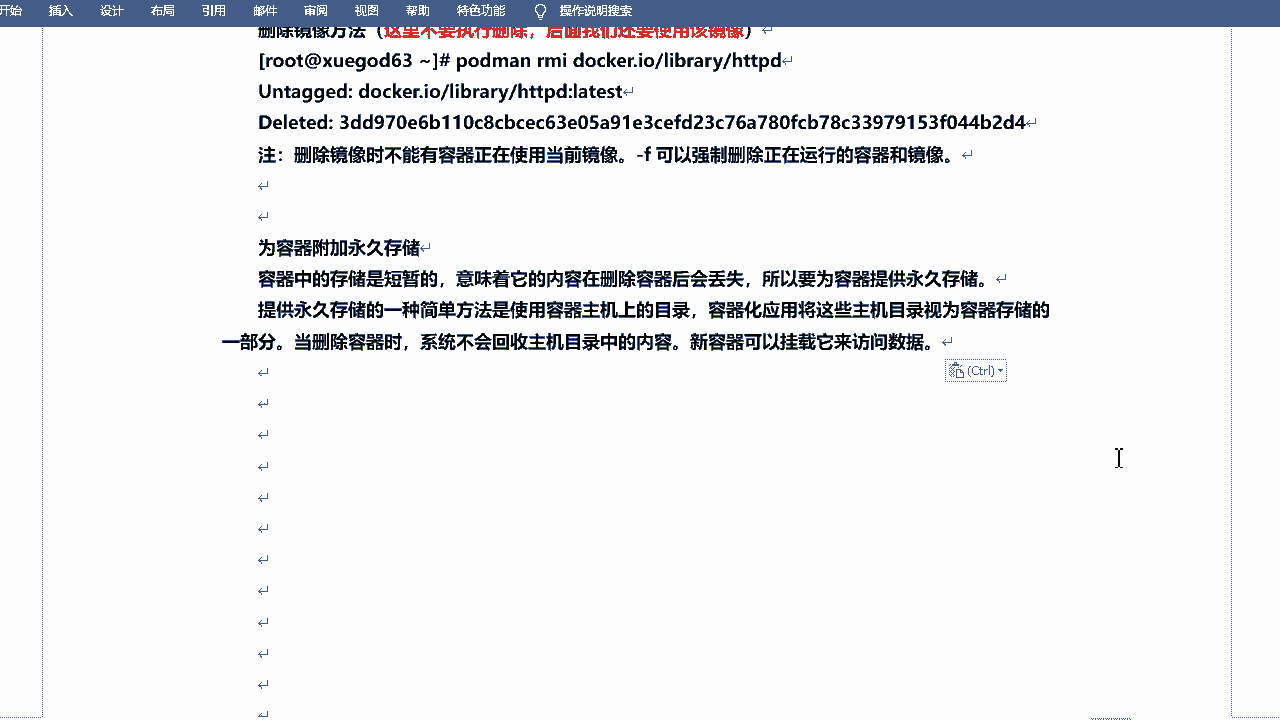 开始 插入 设计 布局 引用 邮件 审阅 视图 帮助 特色功能 操作说明搜索
删除镜像方法（这里不要执行删除，后面我们还要使用该镜像）
[root@xuegod63 ~]# podman rmi docker.io/library/httpd
Untagged: docker.io/library/httpd:latest
Deleted: 3dd970e6b110c8cbcec63e05a91e3cefd23c76a780fcb78c33979153f044b2d4
注：删除镜像时不能有容器正在使用当前镜像。-f 可以强制删除正在运行的容器和镜像。
为容器附加永久存储
容器中的存储是短暂的，意味着它的内容在删除容器后会丢失，所以要为容器提供永久存储。
提供永久存储的一种简单方法是使用容器主机上的目录，容器化应用将这些主机目录视为容器存储的
一部分。当删除容器时，系统不会回收主机目录中的内容。新容器可以挂载它来访问数据。
(Ctrl)